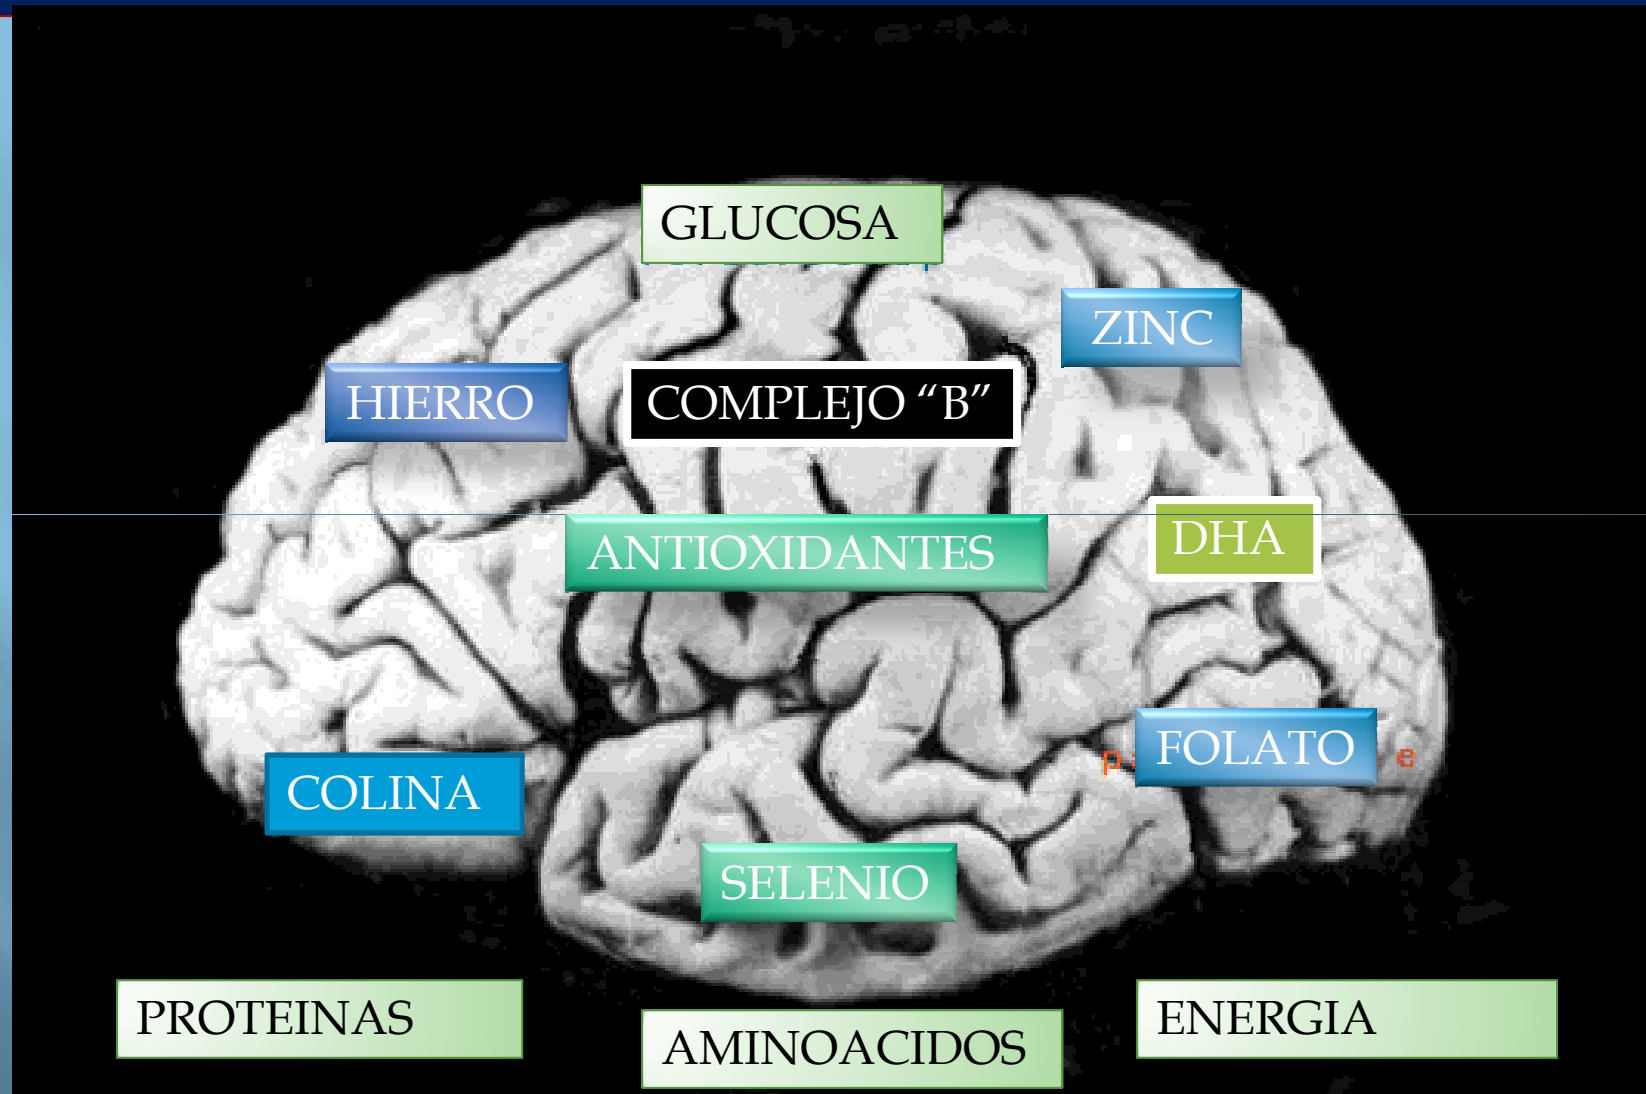 GLUCOSA
ZINC
HIERRO
COMPLEJO “B”
ANTIOXIDANTES
DHA
FOLATO
COLINA
SELENIO
PROTEINAS
AMINOACIDOS
ENERGIA